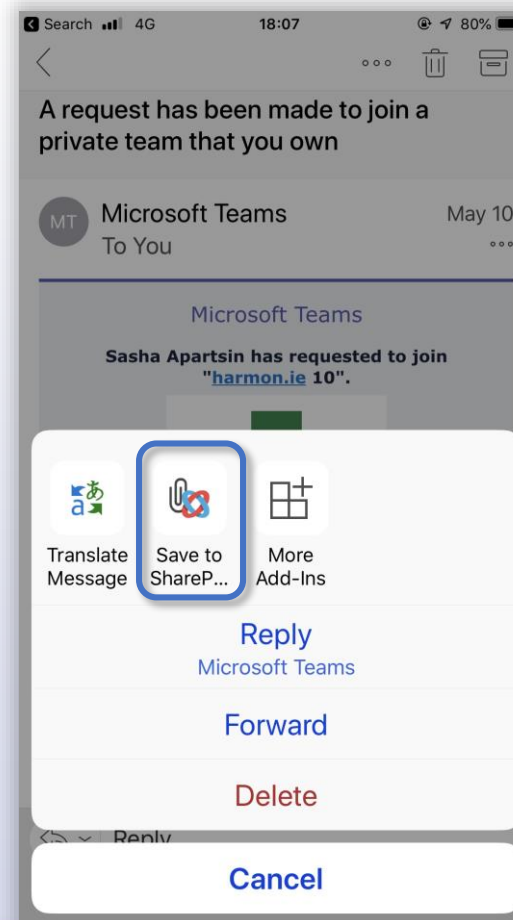 Search 4G 18:07 80%
A request has been made to join a
private team that you own
MT Microsoft Teams May 10
To You
Microsoft Teams
Sasha Apartsin has requested to join
"harmon.ie 10".
Translate
Message
Save to
ShareP...
More
Add-Ins
Reply
Microsoft Teams
Forward
Delete
Reply
Cancel